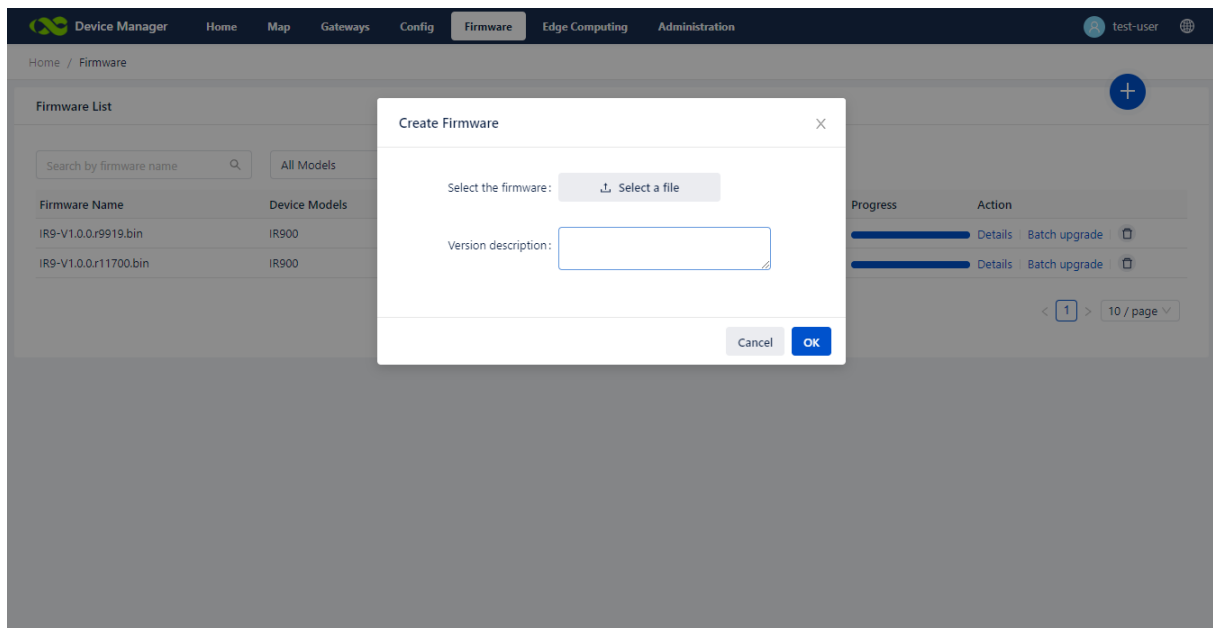 Device Manager Home Map Gateways Config Firmware Edge Computing Administration test-user
Home / Firmware
Firmware List
Search by firmware name All Models
Firmware Name Device Models Progress Action
IR9-V1.0.0.r9919.bin IR900 Details Batch upgrade
IR9-V1.0.0.r11700.bin IR900 Details Batch upgrade
< 1 > 10 / page
Create Firmware
Select the firmware: Select a file
Version description:
Cancel OK